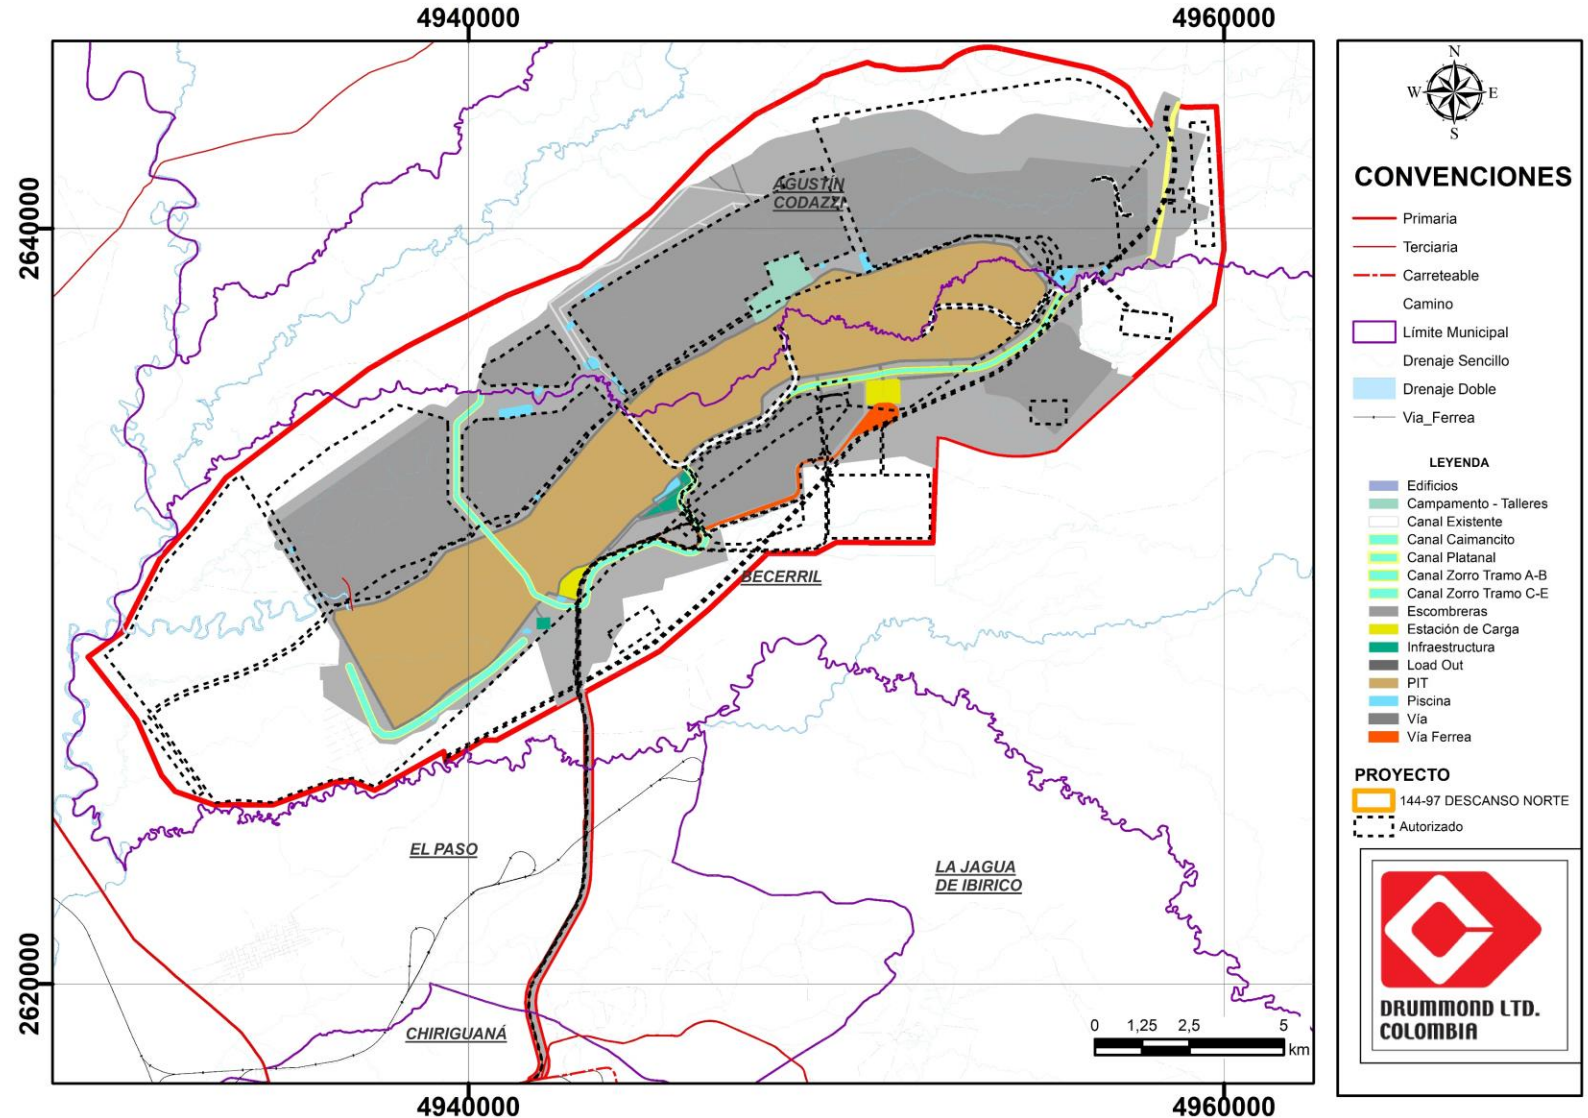 4940000
4960000
2640000
2620000
AGUSTÍN
CODAZZI
BECERRIL
EL PASO
LA JAGUA
DE IBIRICO
CHIRIGUANÁ
0 1,25 2,5 5
km
4940000
4960000
N
W E
S
CONVENCIONES
Primaria
Terciaria
Carreteable
Camino
Límite Municipal
Drenaje Sencillo
Drenaje Doble
Via_Ferrea
LEYENDA
Edificios
Campamento - Talleres
Canal Existente
Canal Caimancito
Canal Platanal
Canal Zorro Tramo A-B
Canal Zorro Tramo C-E
Escombreras
Estación de Carga
Infraestructura
Load Out
PIT
Piscina
Vía
Vía Ferrea
PROYECTO
144-97 DESCANSO NORTE
Autorizado
DRUMMOND LTD.
COLOMBIA